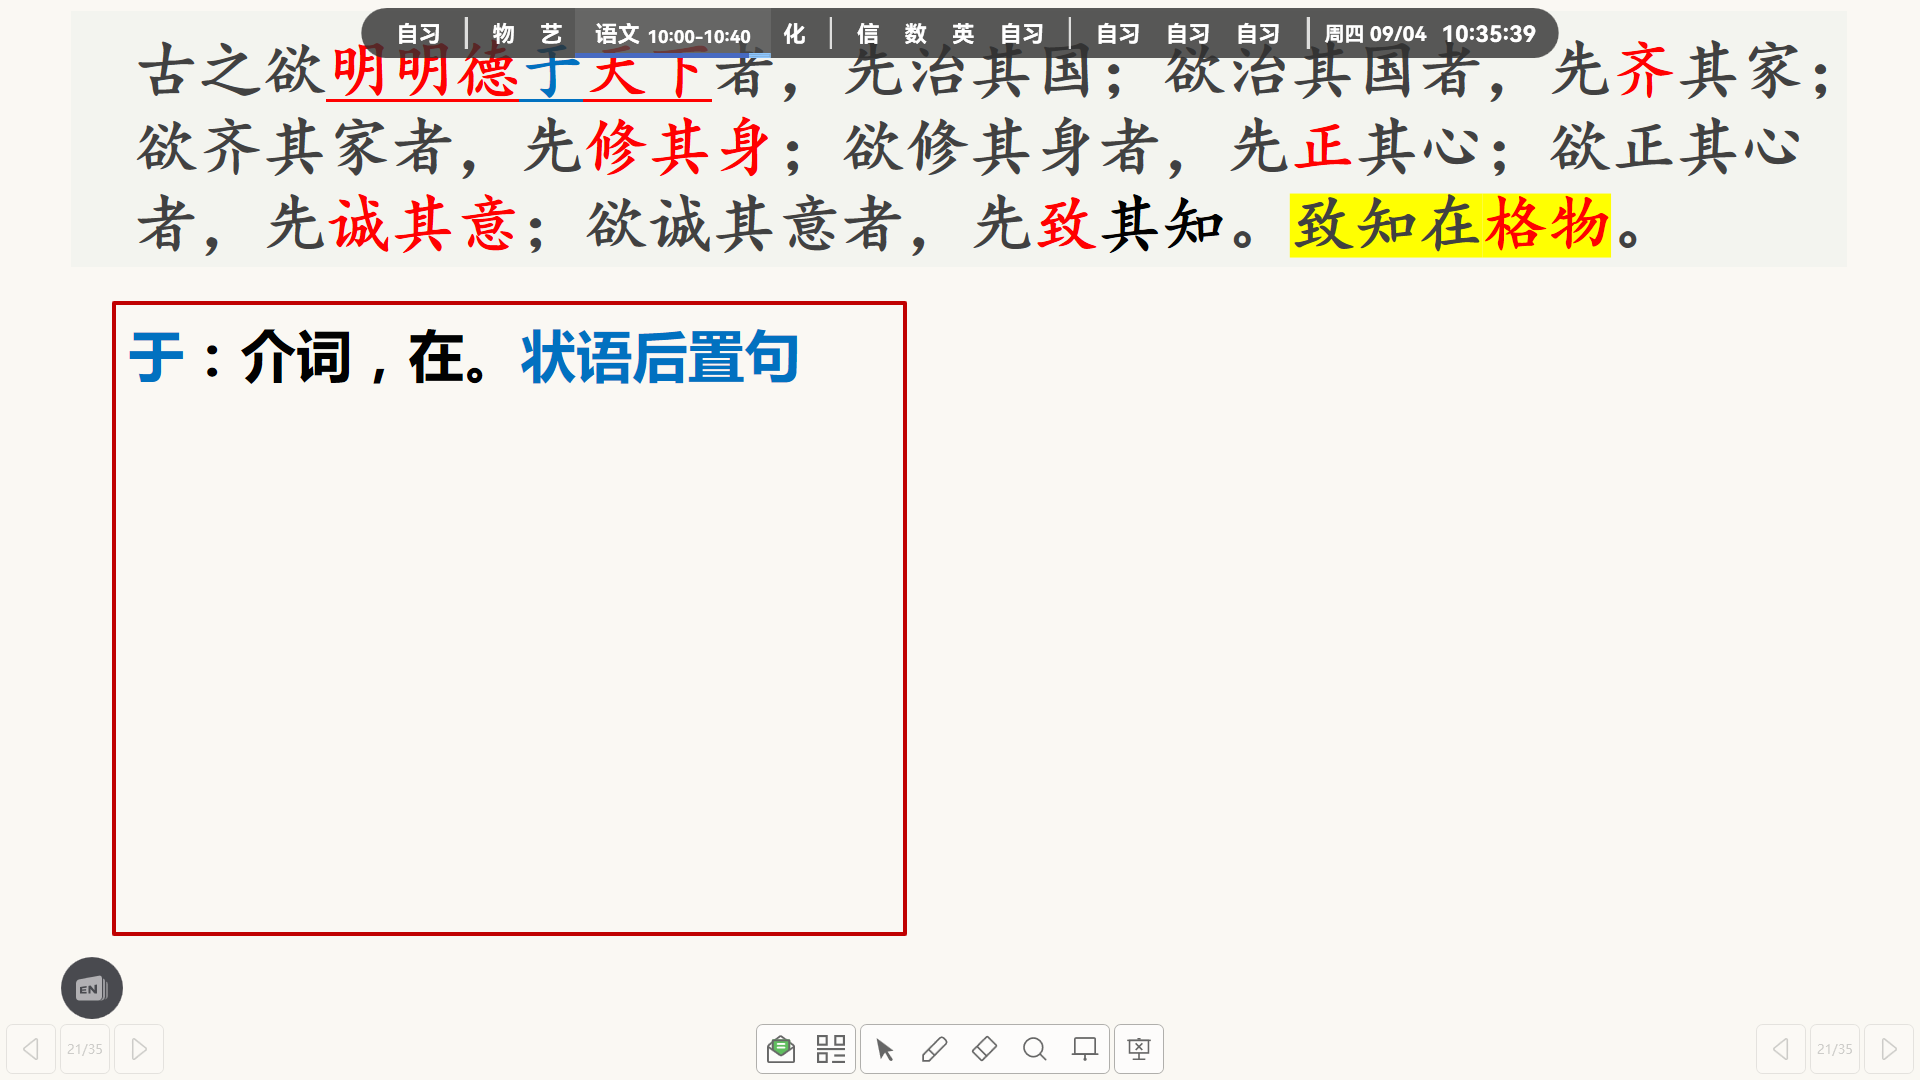 自习 | 物 艺 语文 10:00-10:40 化 | 信 数 英 自习 | 自习 自习 自习 | 周四 09/04 10:35:39
古之欲明明德于天下者，先治其国；欲治其国者，先齐其家；
欲齐其家者，先修其身；欲修其身者，先正其心；欲正其心
者，先诚其意；欲诚其意者，先致其知。致知在格物。
于：介词，在。状语后置句
EN
21/35
21/35